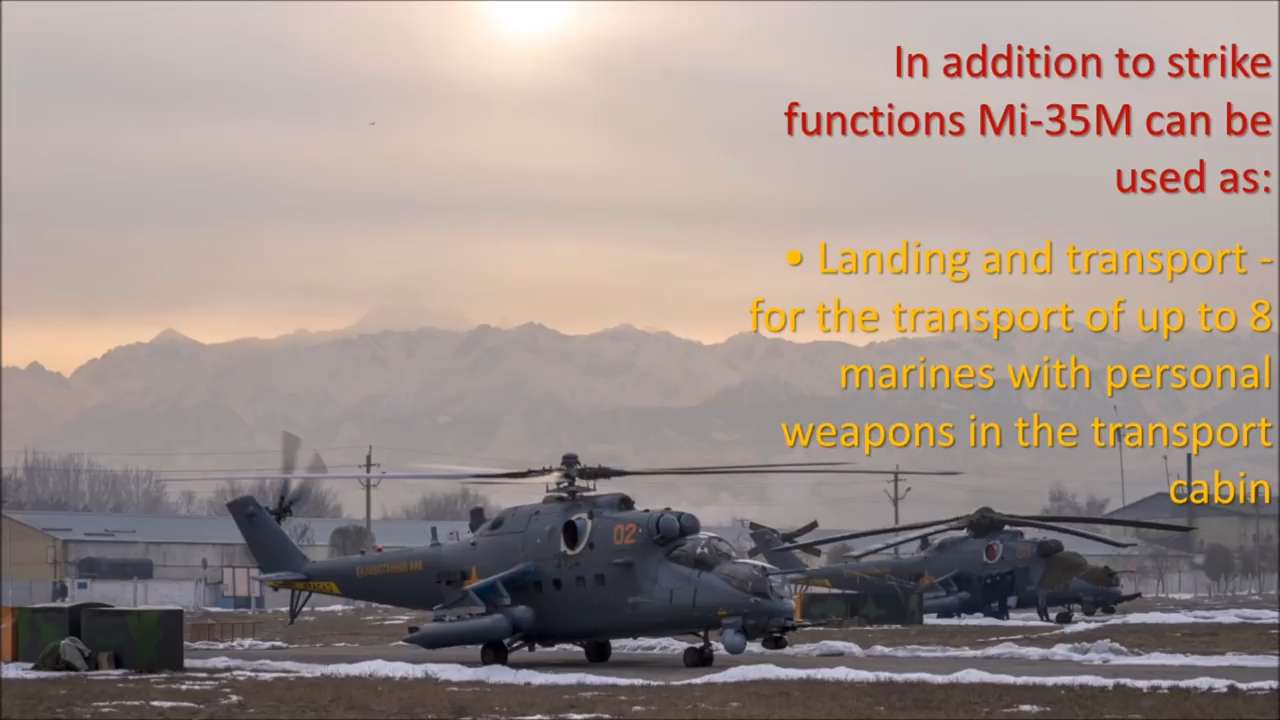 In addition to strike
functions Mi-35M can be
used as:
• Landing and transport -
for the transport of up to 8
marines with personal
weapons in the transport
cabin
02